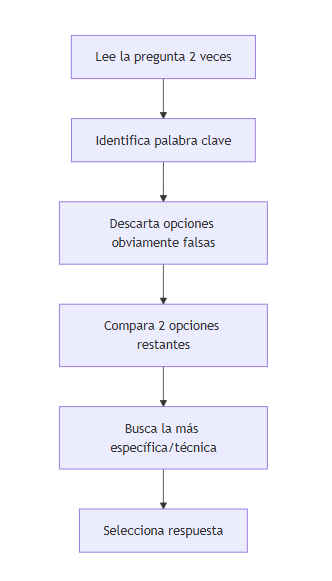 Lee la pregunta 2 veces
Identifica palabra clave
Descarta opciones
obviamente falsas
Compara 2 opciones
restantes
Busca la más
específica/técnica
Selecciona respuesta